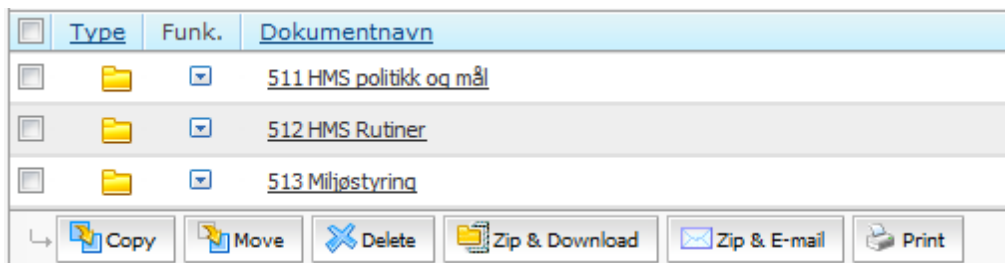 Type Funk. Dokumentnavn
511 HMS politikk og mål
512 HMS Rutiner
513 Miljøstyring
Copy Move Delete Zip & Download Zip & E-mail Print